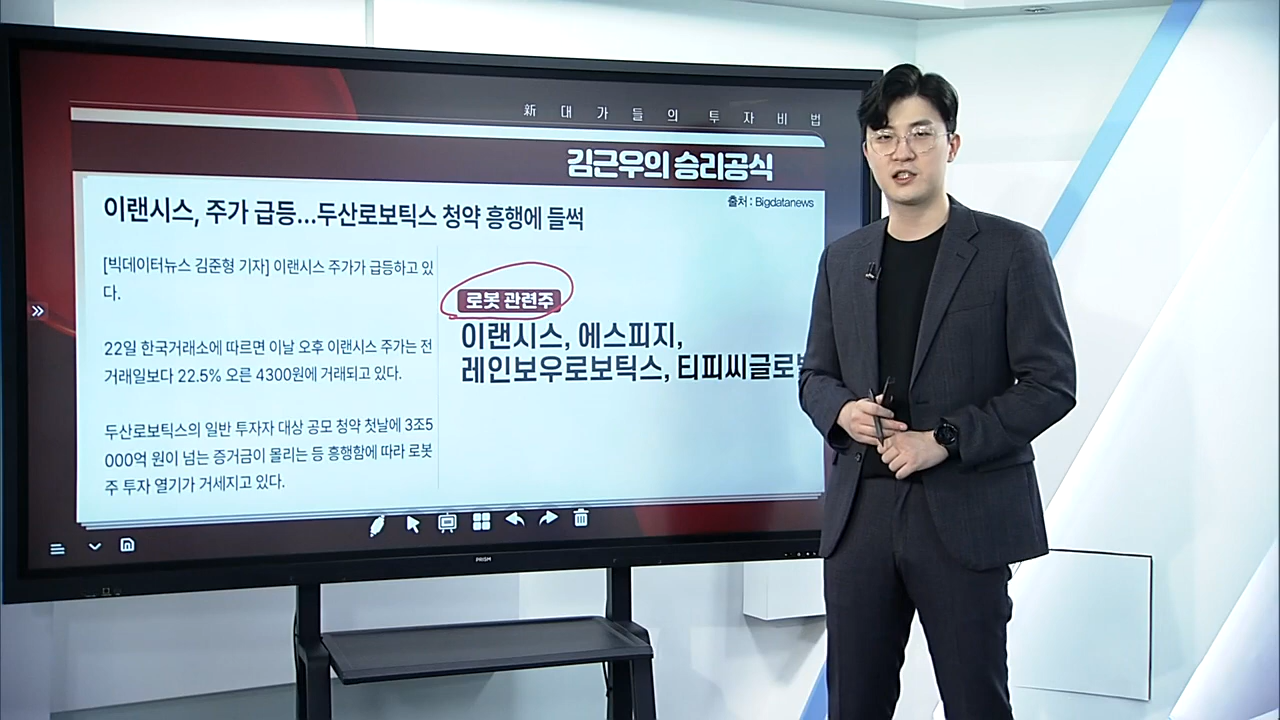 新 대 가 들 의 투 자 비 법
김근우의 승리공식
출처 : Bigdatanews
이랜시스, 주가 급등...두산로보틱스 청약 흥행에 들썩
[빅데이터뉴스 김준형 기자] 이랜시스 주가가 급등하고 있
다.
22일 한국거래소에 따르면 이날 오후 이랜시스 주가는 전
거래일보다 22.5% 오른 4300원에 거래되고 있다.
두산로보틱스의 일반 투자자 대상 공모 청약 첫날에 3조5
000억 원이 넘는 증거금이 몰리는 등 흥행함에 따라 로봇
주 투자 열기가 거세지고 있다.
로봇 관련주
이랜시스, 에스피지,
레인보우로보틱스, 티피씨글로벌
PRISM